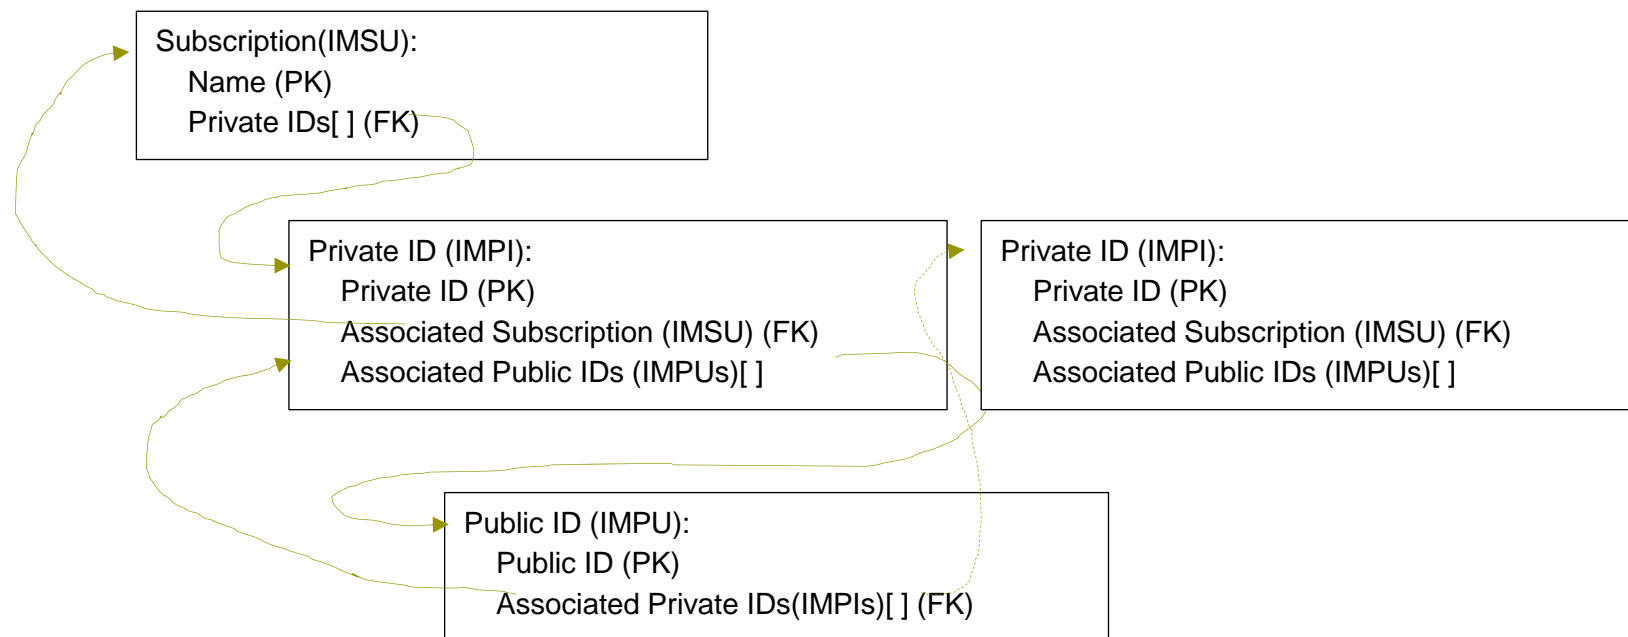 Subscription(IMSU):
Name (PK)
Private IDs[ ] (FK)
Private ID (IMPI):
Private ID (PK)
Associated Subscription (IMSU) (FK)
Associated Public IDs (IMPUs)[ ]
Private ID (IMPI):
Private ID (PK)
Associated Subscription (IMSU) (FK)
Associated Public IDs (IMPUs)[ ]
Public ID (IMPU):
Public ID (PK)
Associated Private IDs(IMPIs)[ ] (FK)